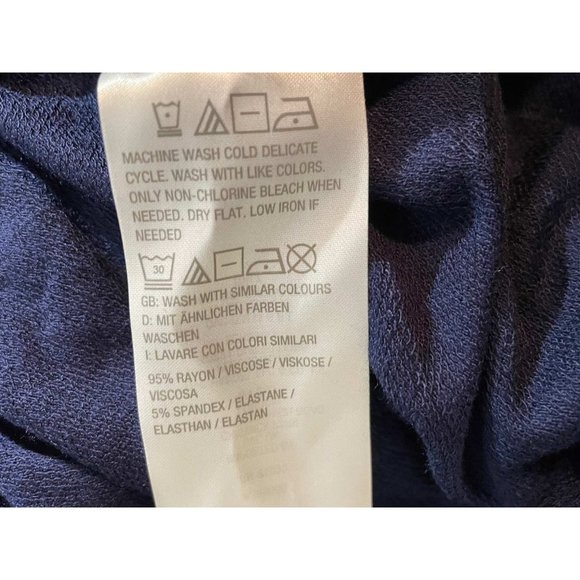 MACHINE WASH COLD DELICATE
CYCLE. WASH WITH LIKE COLORS.
ONLY NON-CHLORINE BLEACH WHEN
NEEDED. DRY FLAT. LOW IRON IF
NEEDED
30
GB: WASH WITH SIMILAR COLOURS
D: MIT ÄHNLICHEN FARBEN
WASCHEN
I: LAVARE CON COLORI SIMILARI
95% RAYON / VISCOSE / VISKOSE /
VISCOSA
5% SPANDEX / ELASTANE /
ELASTHAN / ELASTAN